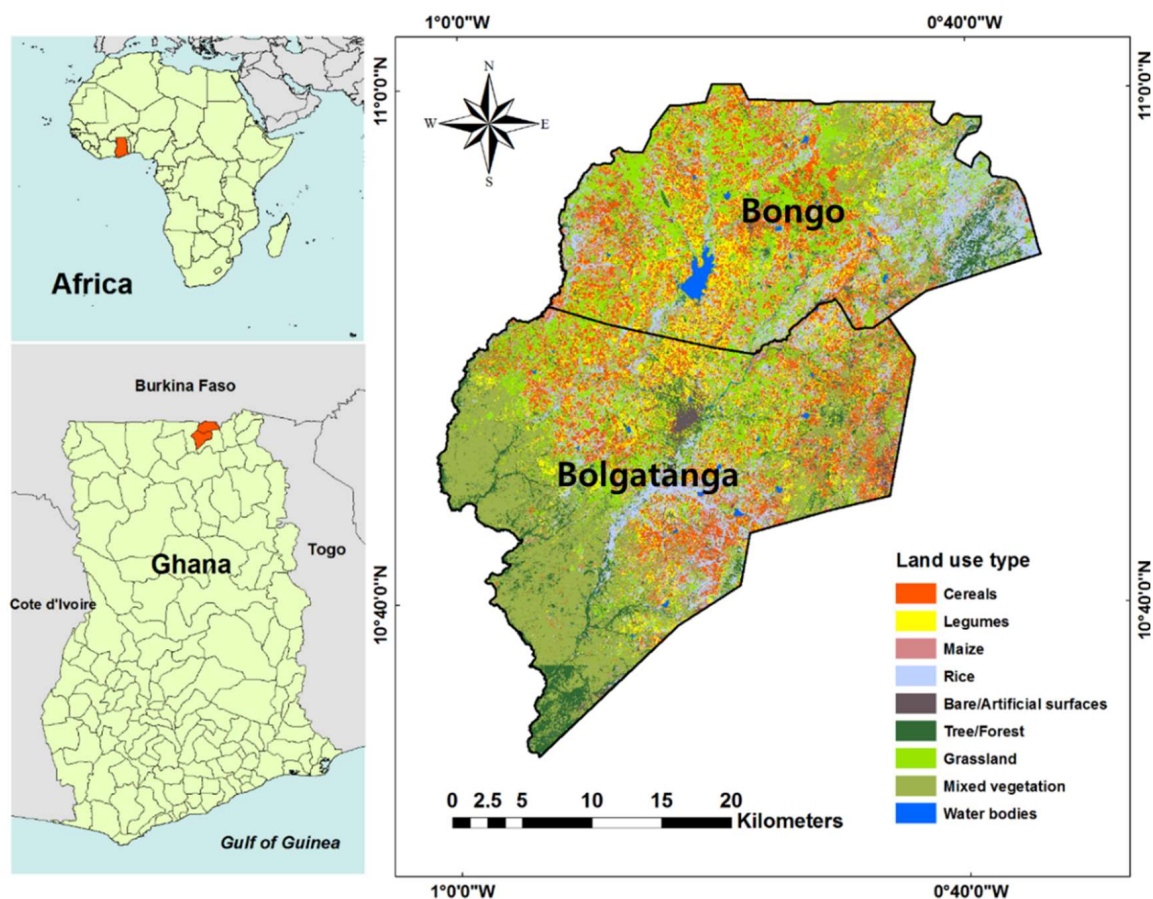 Africa
Burkina Faso
Ghana
Togo
Cote d'Ivoire
Gulf of Guinea
1°0'0"W
0°40'0"W
11°0'0"N
11°0'0"N
N
W
E
S
Bongo
Bolgatanga
10°40'0"N
10°40'0"N
Land use type
Cereals
Legumes
Maize
Rice
Bare/Artificial surfaces
Tree/Forest
Grassland
Mixed vegetation
Water bodies
0 2.5 5 10 15 20
Kilometers
1°0'0"W
0°40'0"W